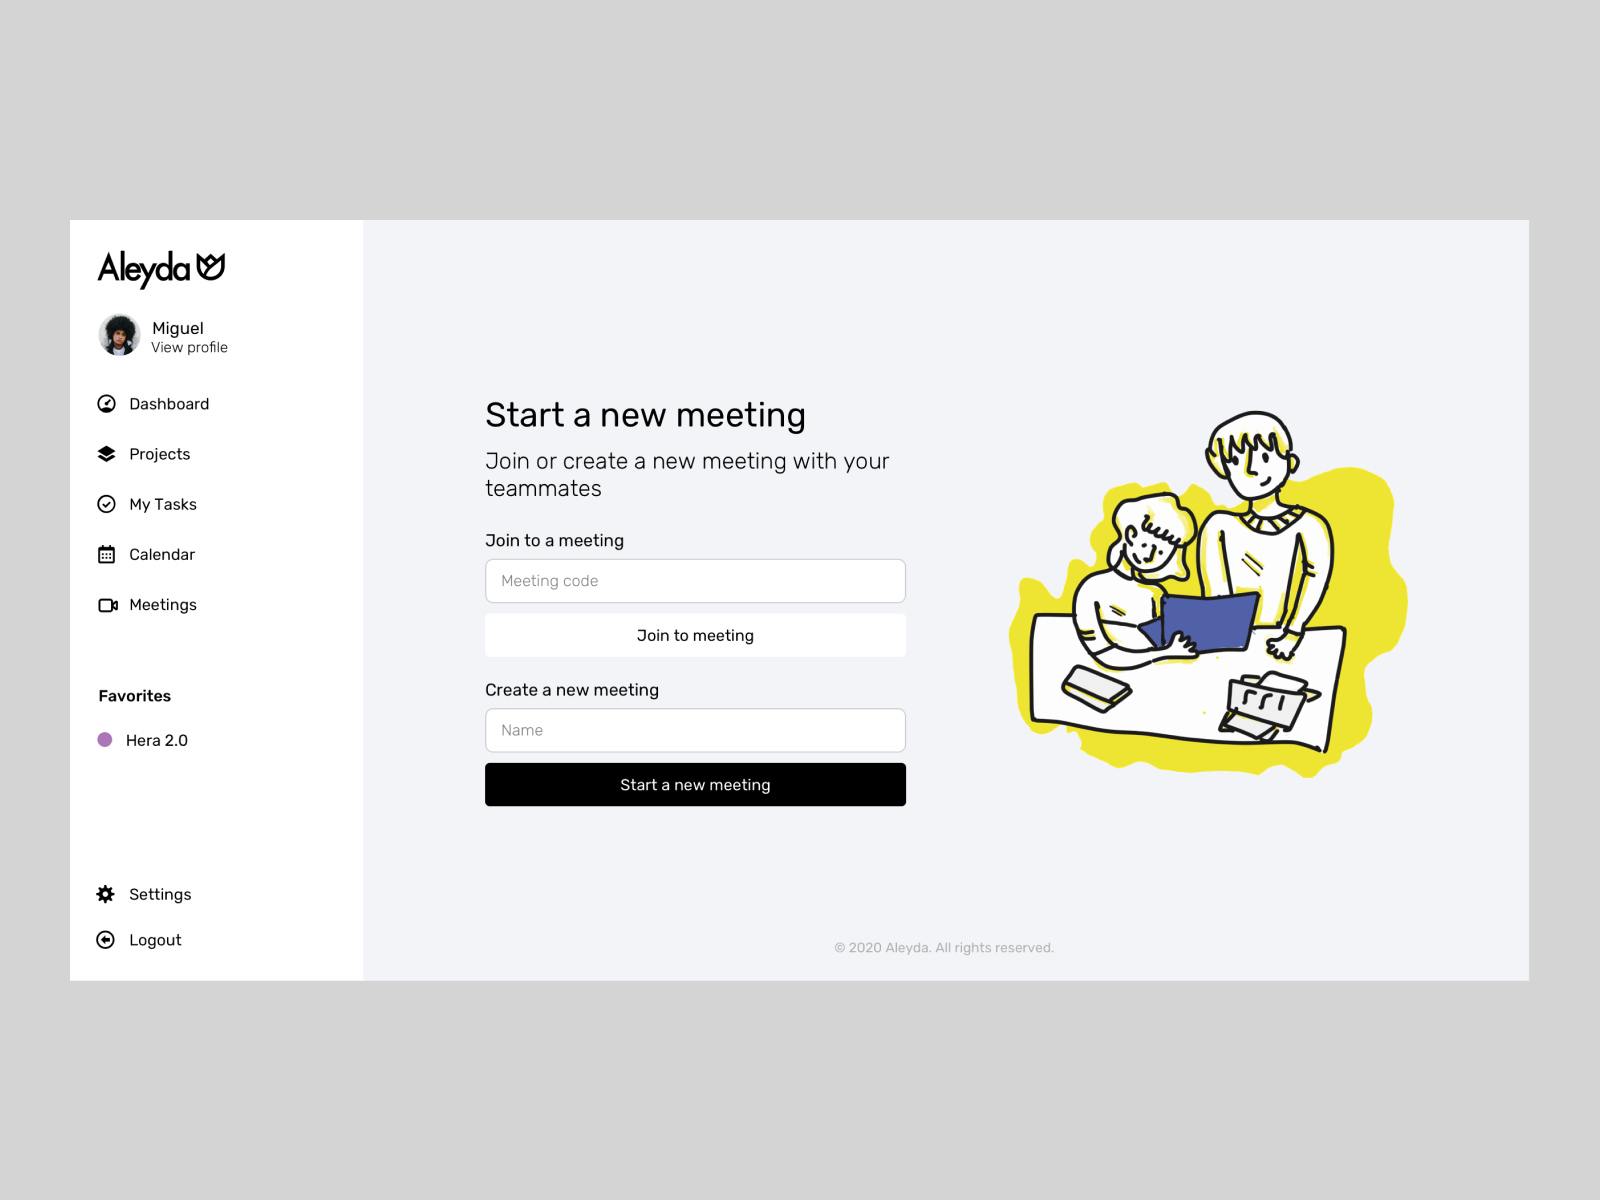 Aleyda
Miguel
View profile
Dashboard
Projects
My Tasks
Calendar
Meetings
Favorites
Hera 2.0
Settings
Logout
Start a new meeting
Join or create a new meeting with your
teammates
Join to a meeting
Meeting code
Join to meeting
Create a new meeting
Name
Start a new meeting
© 2020 Aleyda. All rights reserved.